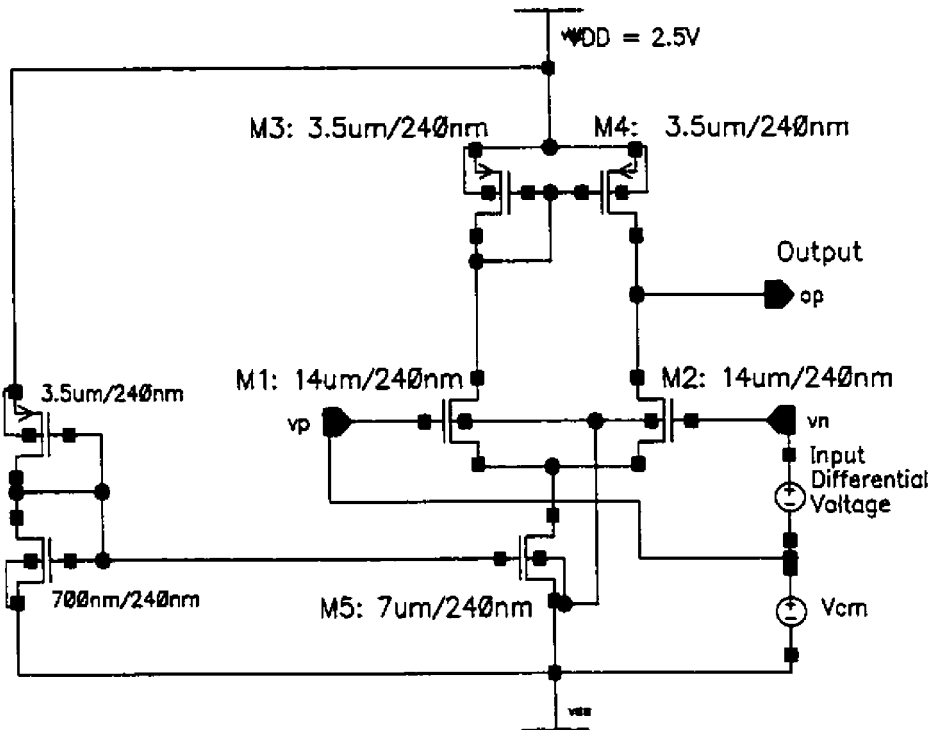 VDD = 2.5V
M3: 3.5um/240nm
M4: 3.5um/240nm
Output
op
M1: 14um/240nm
M2: 14um/240nm
3.5um/240nm
vp
vn
Input
Differential
Voltage
700nm/240nm
M5: 7um/240nm
Vcm